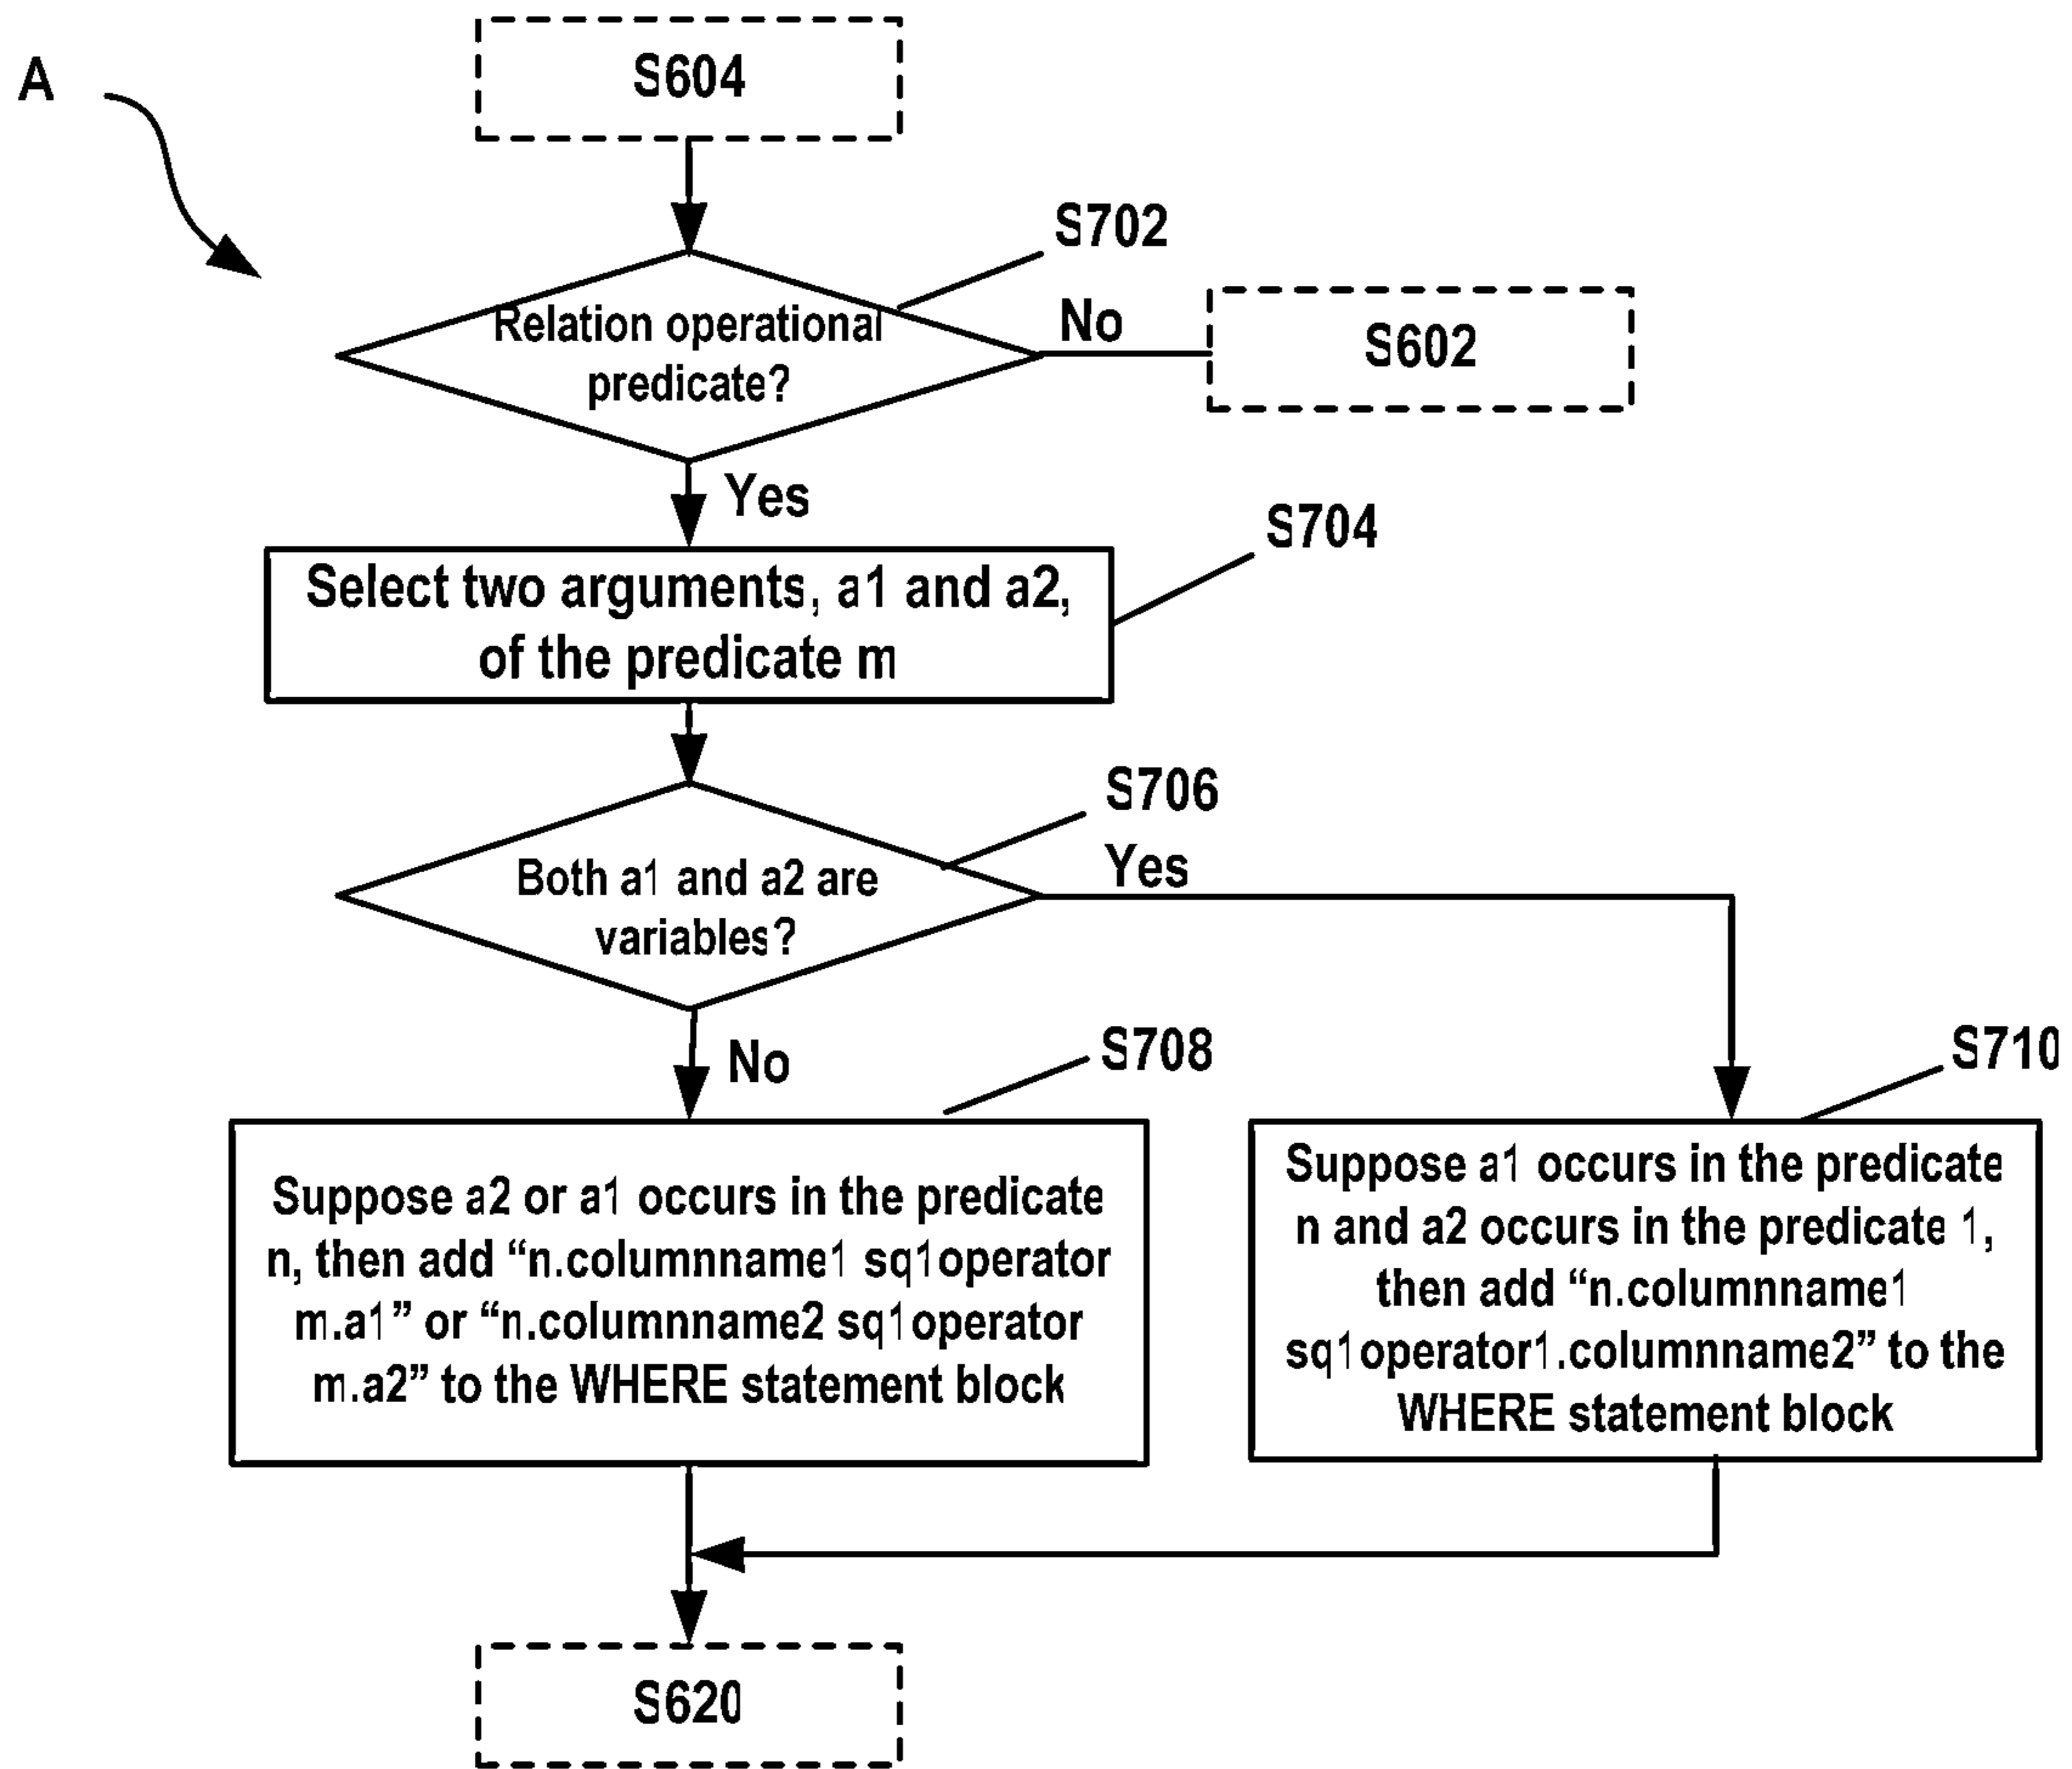 S604
A
S702
Relation operational
predicate?
No
S602
Yes
S704
Select two arguments, a1 and a2,
of the predicate m
S706
Both a1 and a2 are
variables?
Yes
No
S708
S710
Suppose a2 or a1 occurs in the predicate
n, then add “n.columnname1 sq1operator
m.a1” or “n.columnname2 sq1operator
m.a2” to the WHERE statement block
Suppose a1 occurs in the predicate
n and a2 occurs in the predicate 1,
then add “n.columnname1
sq1operator1.columnname2” to the
WHERE statement block
S620